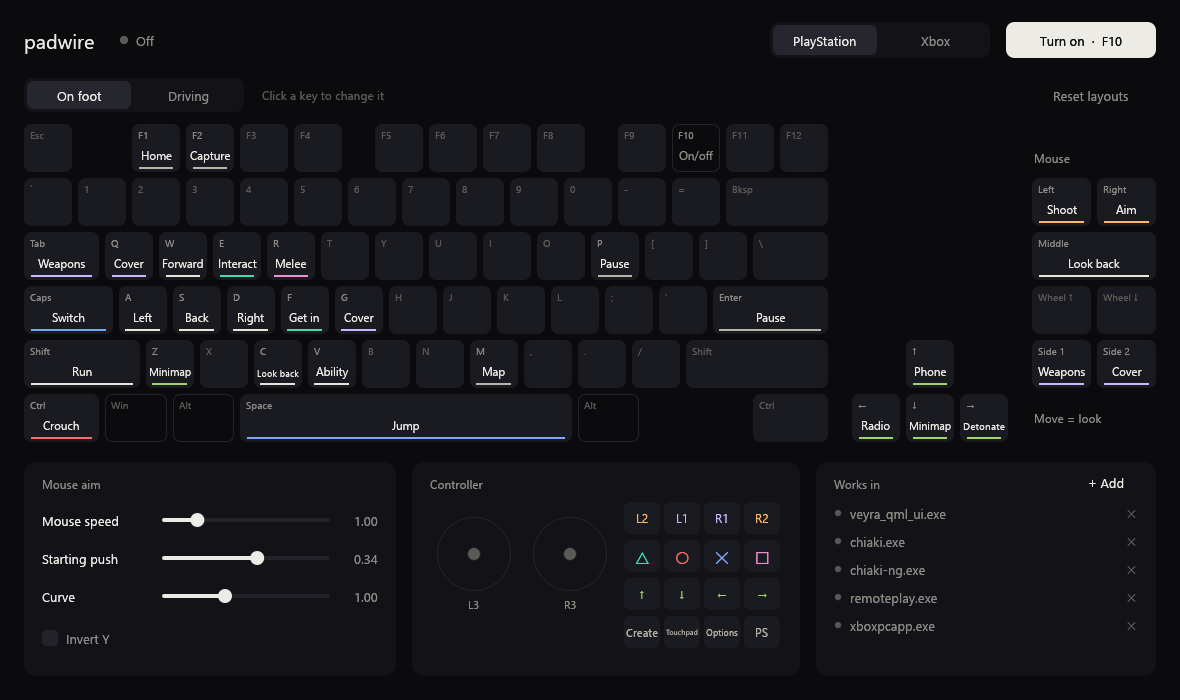 padwire Off PlayStation Xbox Turn on · F10
On foot Driving Click a key to change it Reset layouts
Esc F1 F2 F3 F4 F5 F6 F7 F8 F9 F10 F11 F12
Home Capture On/off
Mouse
` 1 2 3 4 5 6 7 8 9 0 - = Bksp Left Right
Shoot Aim
Tab Q W E R T Y U I O P [ ] \ Middle
Weapons Cover Forward Interact Melee Pause Look back
Caps A S D F G H J K L ; ' Enter Wheel ↑ Wheel ↓
Switch Left Back Right Get in Cover Pause
Shift Z X C V B N M , . / Shift ↑ Side 1 Side 2
Run Minimap Look back Ability Map Phone Weapons Cover
Ctrl Win Alt Space Alt Ctrl ← ↓ →
Crouch Jump Radio Minimap Detonate Move = look
Mouse aim
Mouse speed 1.00
Starting push 0.34
Curve 1.00
Invert Y
Controller
L3 R3
L2 L1 R1 R2
↑ ↓ ← →
Create Touchpad Options PS
Works in + Add
veyra_qml_ui.exe
chiaki.exe
chiaki-ng.exe
remoteplay.exe
xboxpcapp.exe